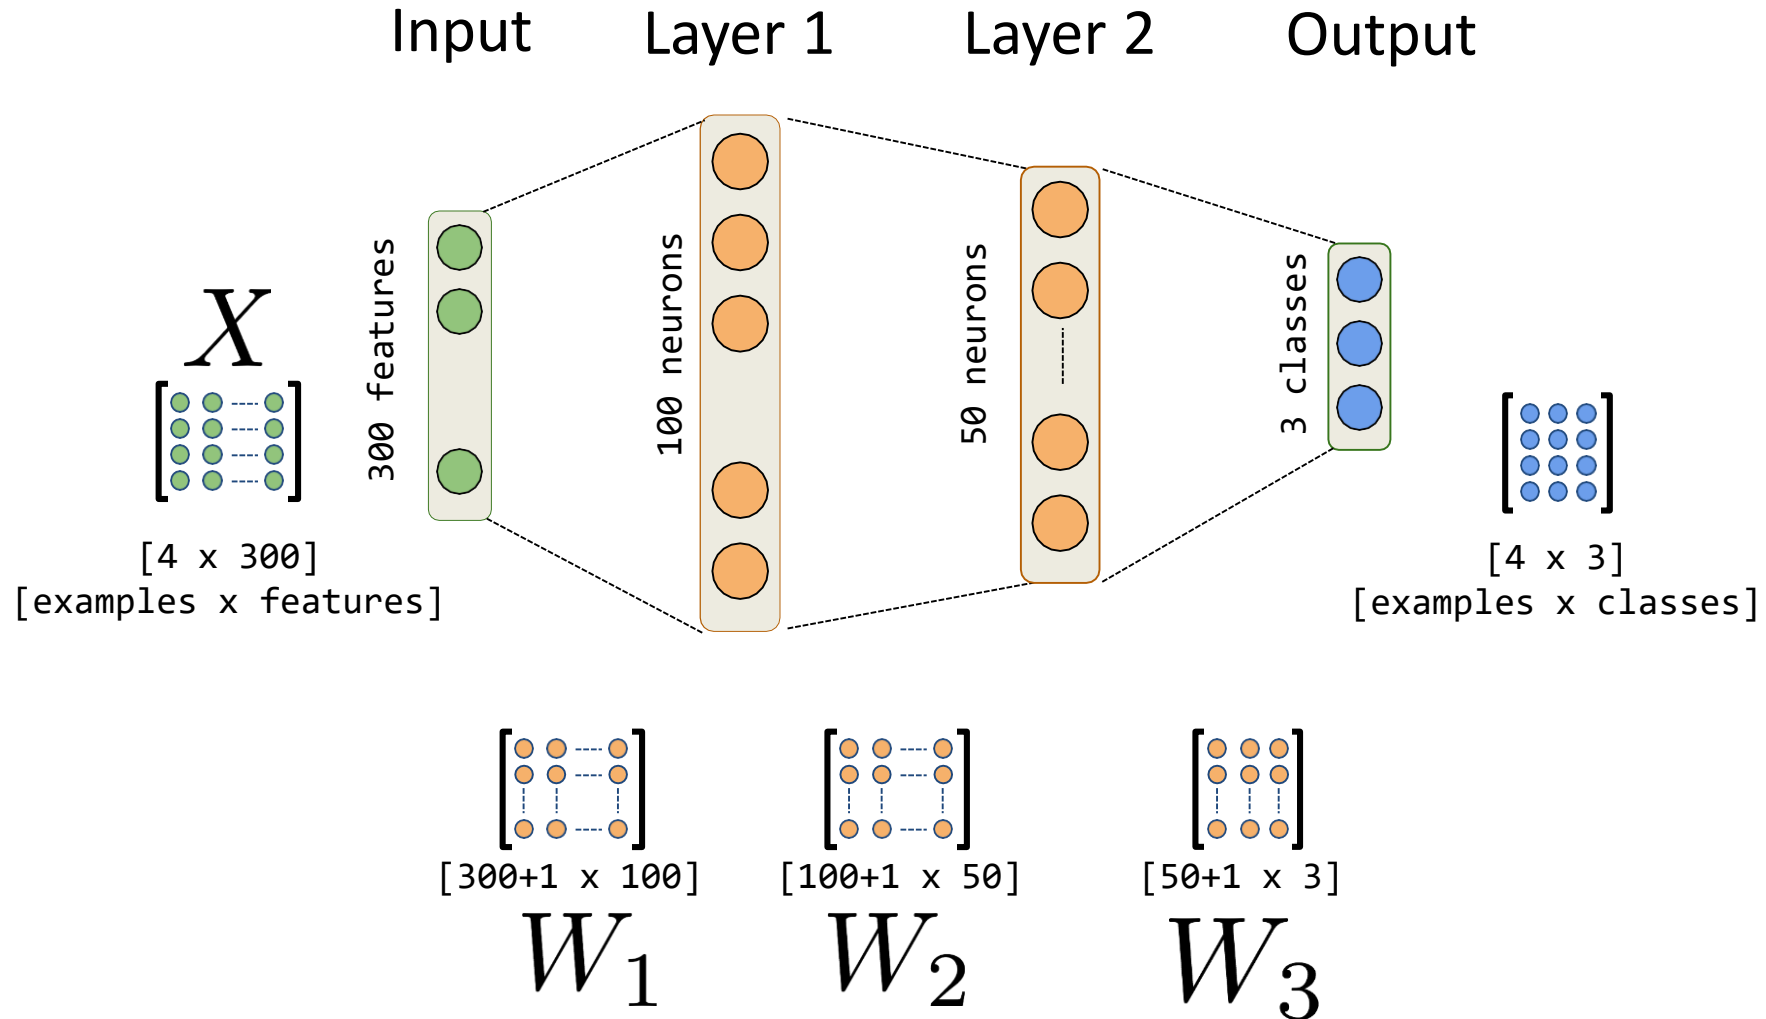 Input
Layer 1
Layer 2
Output
X
[4 x 300]
[examples x features]
300 features
100 neurons
50 neurons
3 classes
[4 x 3]
[examples x classes]
[300+1 x 100]
W1
[100+1 x 50]
W2
[50+1 x 3]
W3